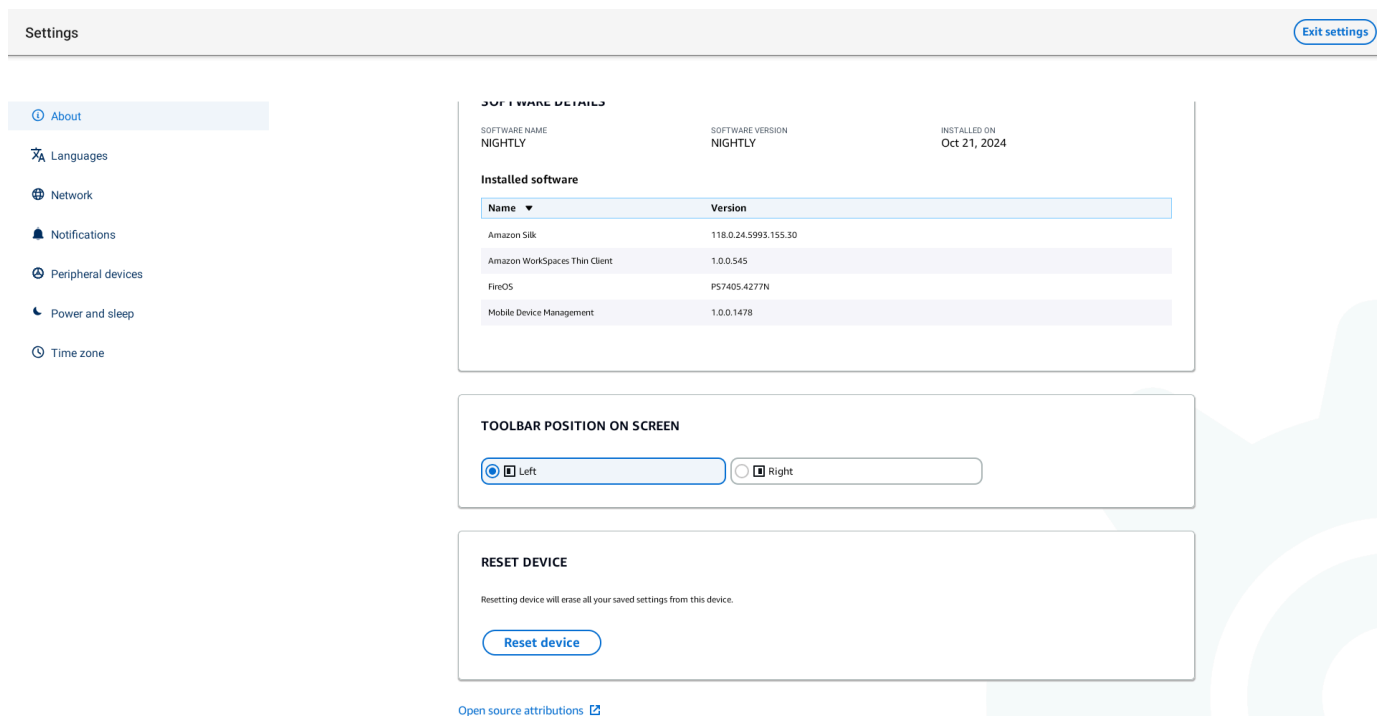 Settings
Exit settings
About
Languages
Network
Notifications
Peripheral devices
Power and sleep
Time zone
SOFTWARE DETAILS
SOFTWARE NAME SOFTWARE VERSION INSTALLED ON
NIGHTLY NIGHTLY Oct 21, 2024
Installed software
Name Version
Amazon Silk 118.0.24.5993.155.30
Amazon WorkSpaces Thin Client 1.0.0.545
FireOS PS7405.4277N
Mobile Device Management 1.0.0.1478
TOOLBAR POSITION ON SCREEN
Left Right
RESET DEVICE
Resetting device will erase all your saved settings from this device.
Reset device
Open source attributions